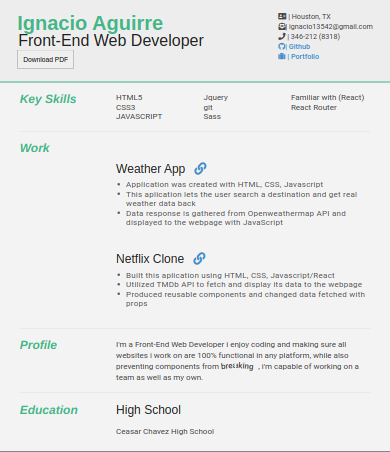 Ignacio Aguirre
Front-End Web Developer
Download PDF
| Houston, TX
| ignacio13542@gmail.com
| 346-212 (8318)
| Github
| Portfolio
Key Skills
HTML5
CSS3
JAVASCRIPT
Jquery
git
Sass
Familiar with (React)
React Router
Work
Weather App
• Application was created with HTML, CSS, Javascript
• This aplication lets the user search a destination and get real
weather data back
• Data response is gathered from Openweathermap API and
displayed to the webpage with JavaScript
Netflix Clone
• Built this aplication using HTML, CSS, Javascript/React
• Utilized TMDb API to fetch and display its data to the webpage
• Produced reusable components and changed data fetched with
props
Profile
I'm a Front-End Web Developer i enjoy coding and making sure all
websites i work on are 100% functional in any platform, while also
preventing components from breaking , i'm capable of working on a
team as well as my own.
Education
High School
Ceasar Chavez High School